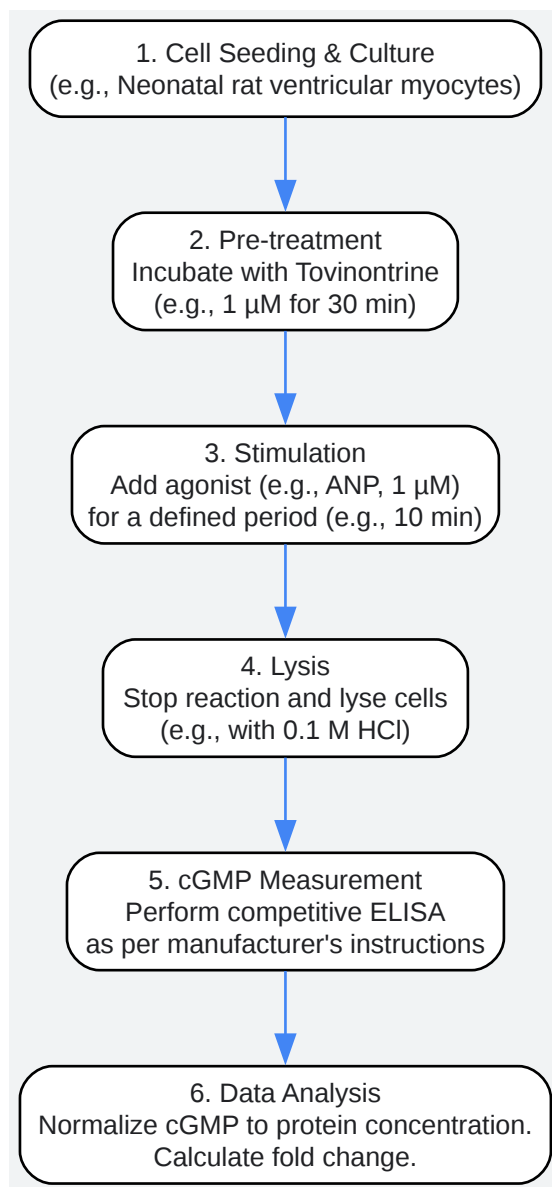 1. Cell Seeding & Culture
(e.g., Neonatal rat ventricular myocytes)
2. Pre-treatment
Incubate with Tovinontrine
(e.g., 1 µM for 30 min)
3. Stimulation
Add agonist (e.g., ANP, 1 µM)
for a defined period (e.g., 10 min)
4. Lysis
Stop reaction and lyse cells
(e.g., with 0.1 M HCl)
5. cGMP Measurement
Perform competitive ELISA
as per manufacturer's instructions
6. Data Analysis
Normalize cGMP to protein concentration.
Calculate fold change.